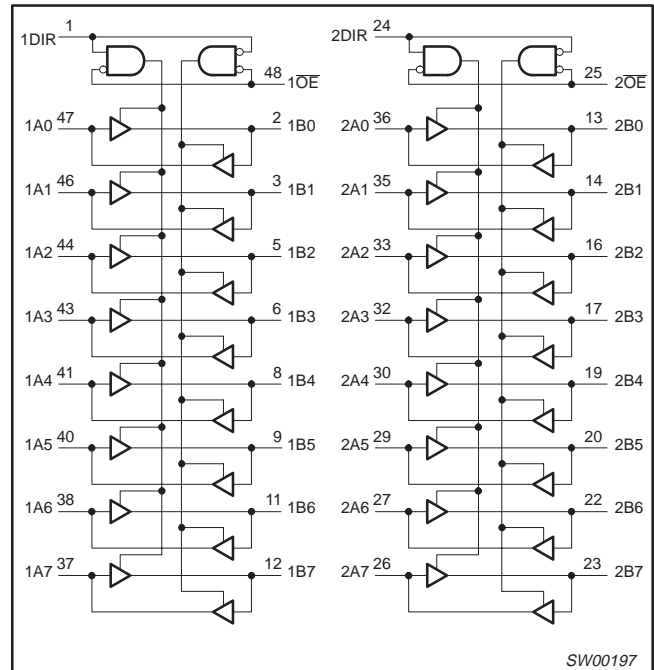 1DIR 1 2DIR 24
48 1O̅E̅ 25 2O̅E̅
1A0 47 2 1B0 2A0 36 13 2B0
1A1 46 3 1B1 2A1 35 14 2B1
1A2 44 5 1B2 2A2 33 16 2B2
1A3 43 6 1B3 2A3 32 17 2B3
1A4 41 8 1B4 2A4 30 19 2B4
1A5 40 9 1B5 2A5 29 20 2B5
1A6 38 11 1B6 2A6 27 22 2B6
1A7 37 12 1B7 2A7 26 23 2B7
SW00197